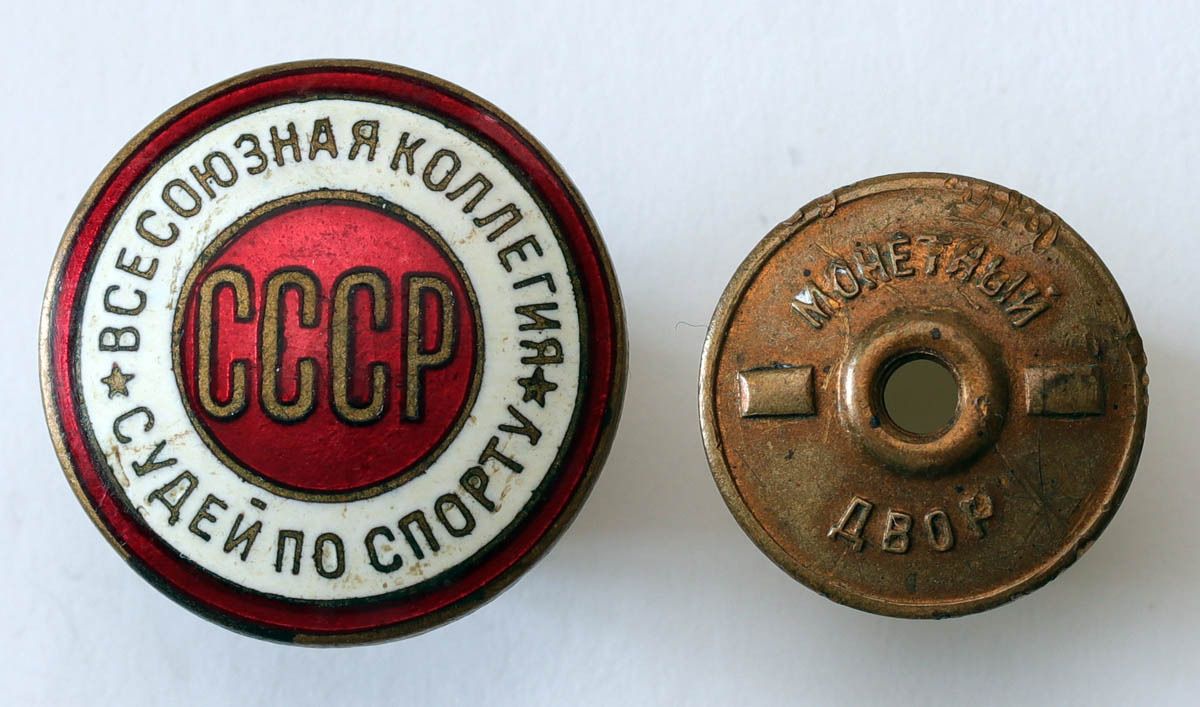 ВСЕСОЮЗНАЯ КОЛЛЕГИЯ
СУДЕЙ ПО СПОРТУ
СССР
МОНЕТНЫЙ
ДВОР